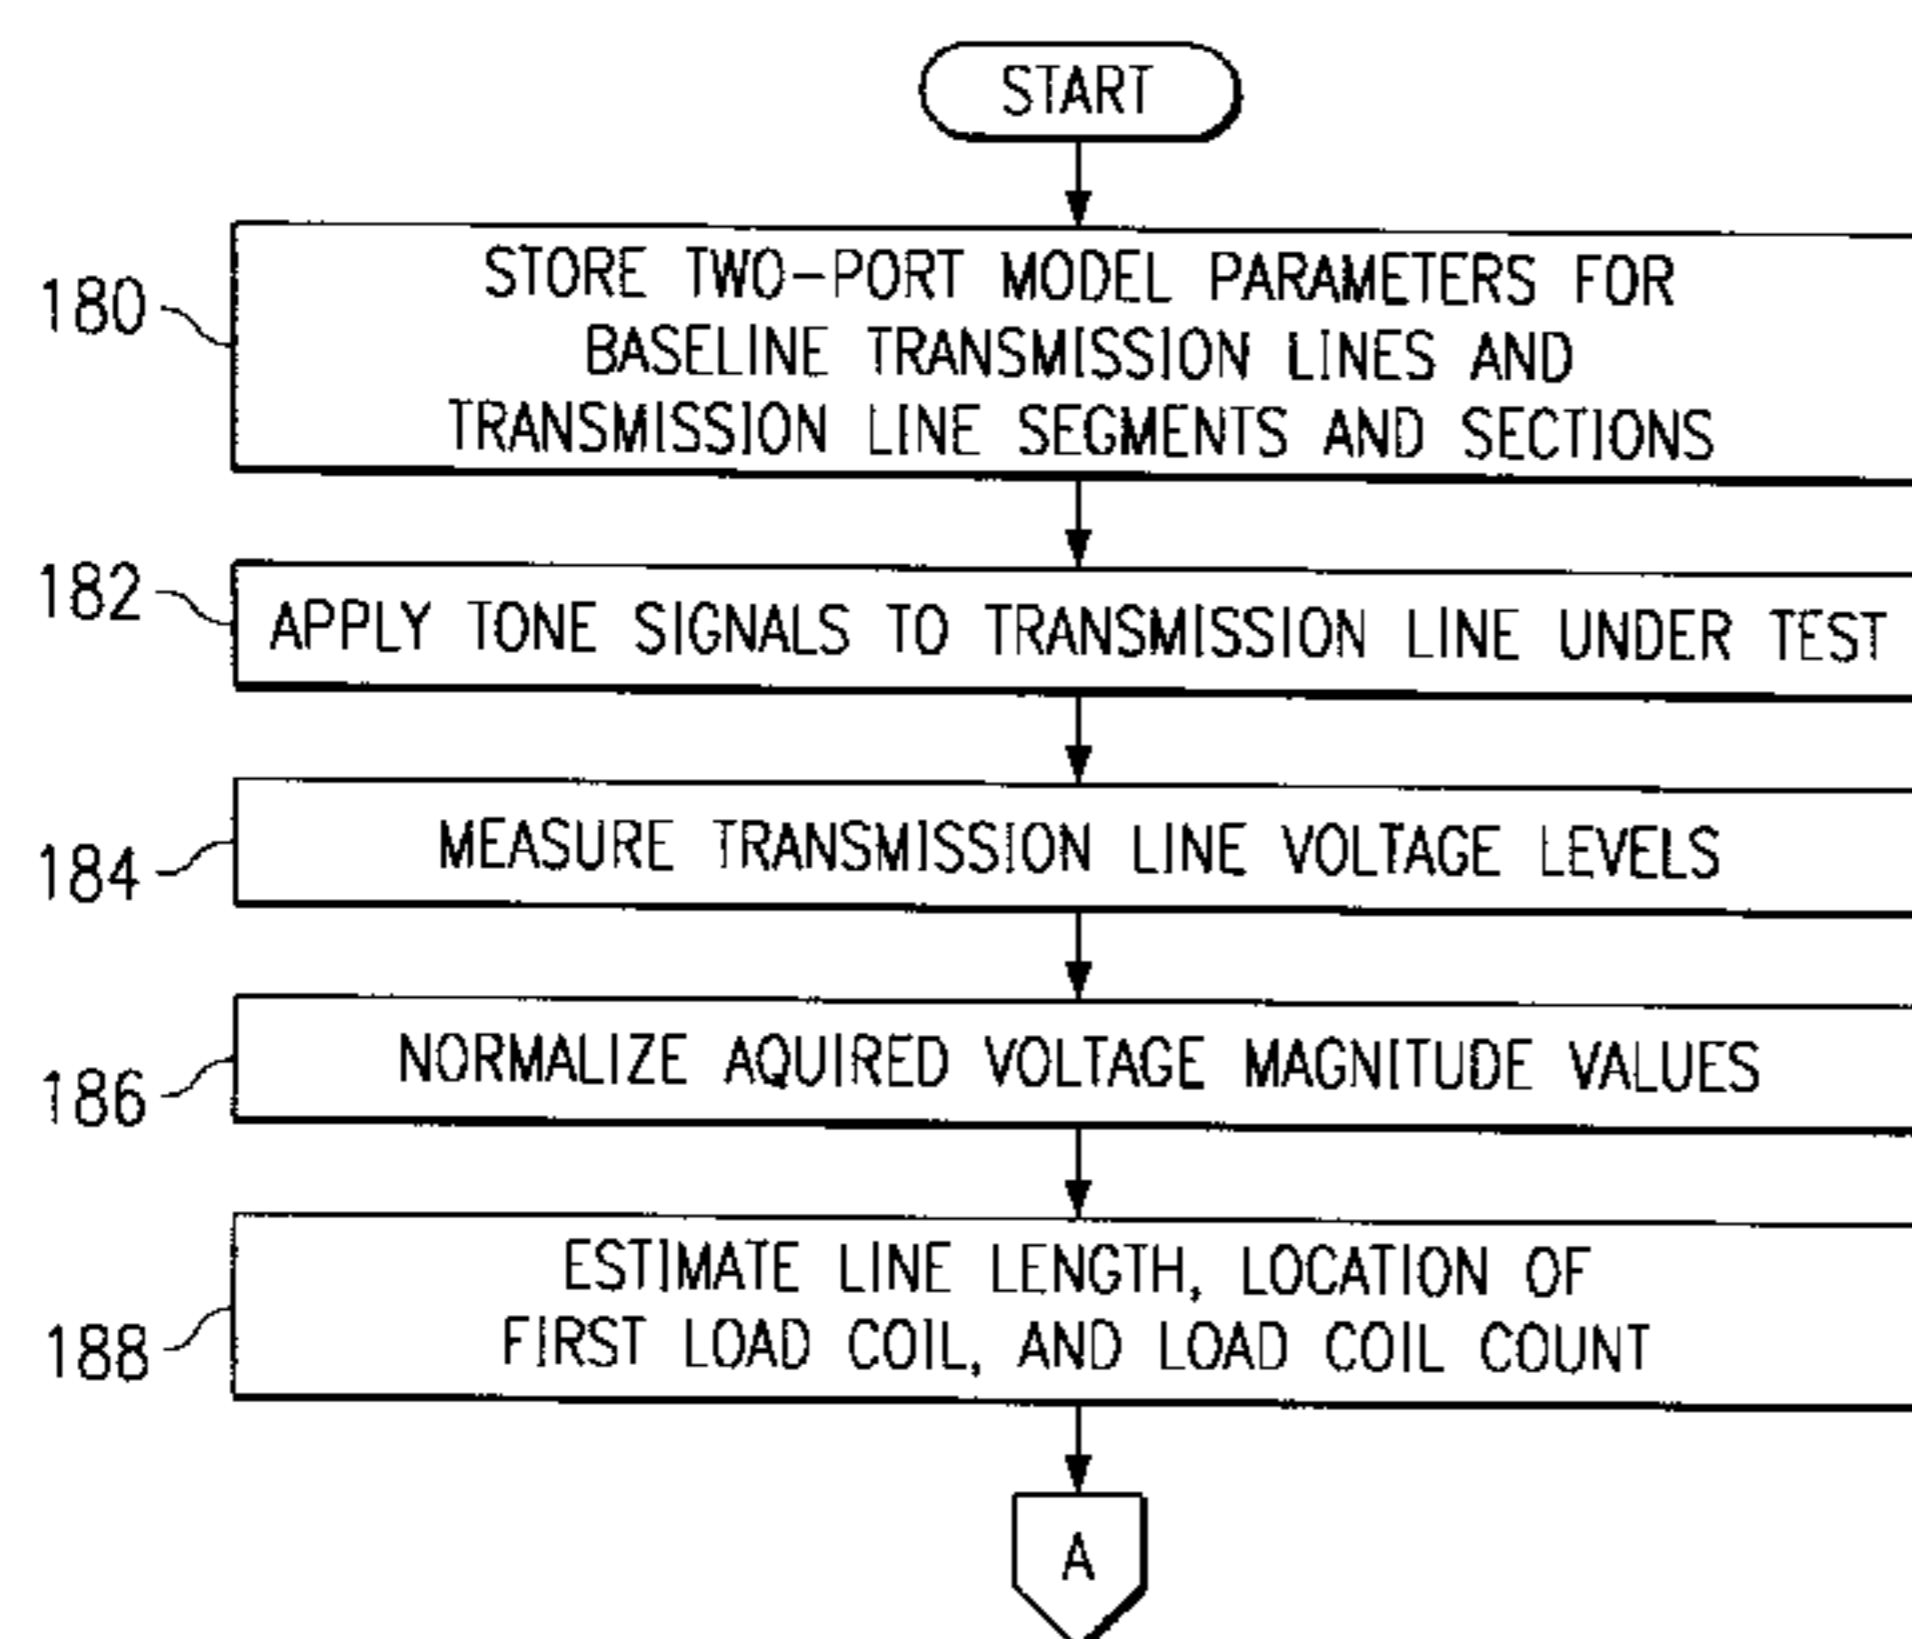 START
180
STORE TWO-PORT MODEL PARAMETERS FOR
BASELINE TRANSMISSION LINES AND
TRANSMISSION LINE SEGMENTS AND SECTIONS
182
APPLY TONE SIGNALS TO TRANSMISSION LINE UNDER TEST
184
MEASURE TRANSMISSION LINE VOLTAGE LEVELS
186
NORMALIZE AQUIRED VOLTAGE MAGNITUDE VALUES
188
ESTIMATE LINE LENGTH, LOCATION OF
FIRST LOAD COIL, AND LOAD COIL COUNT
A